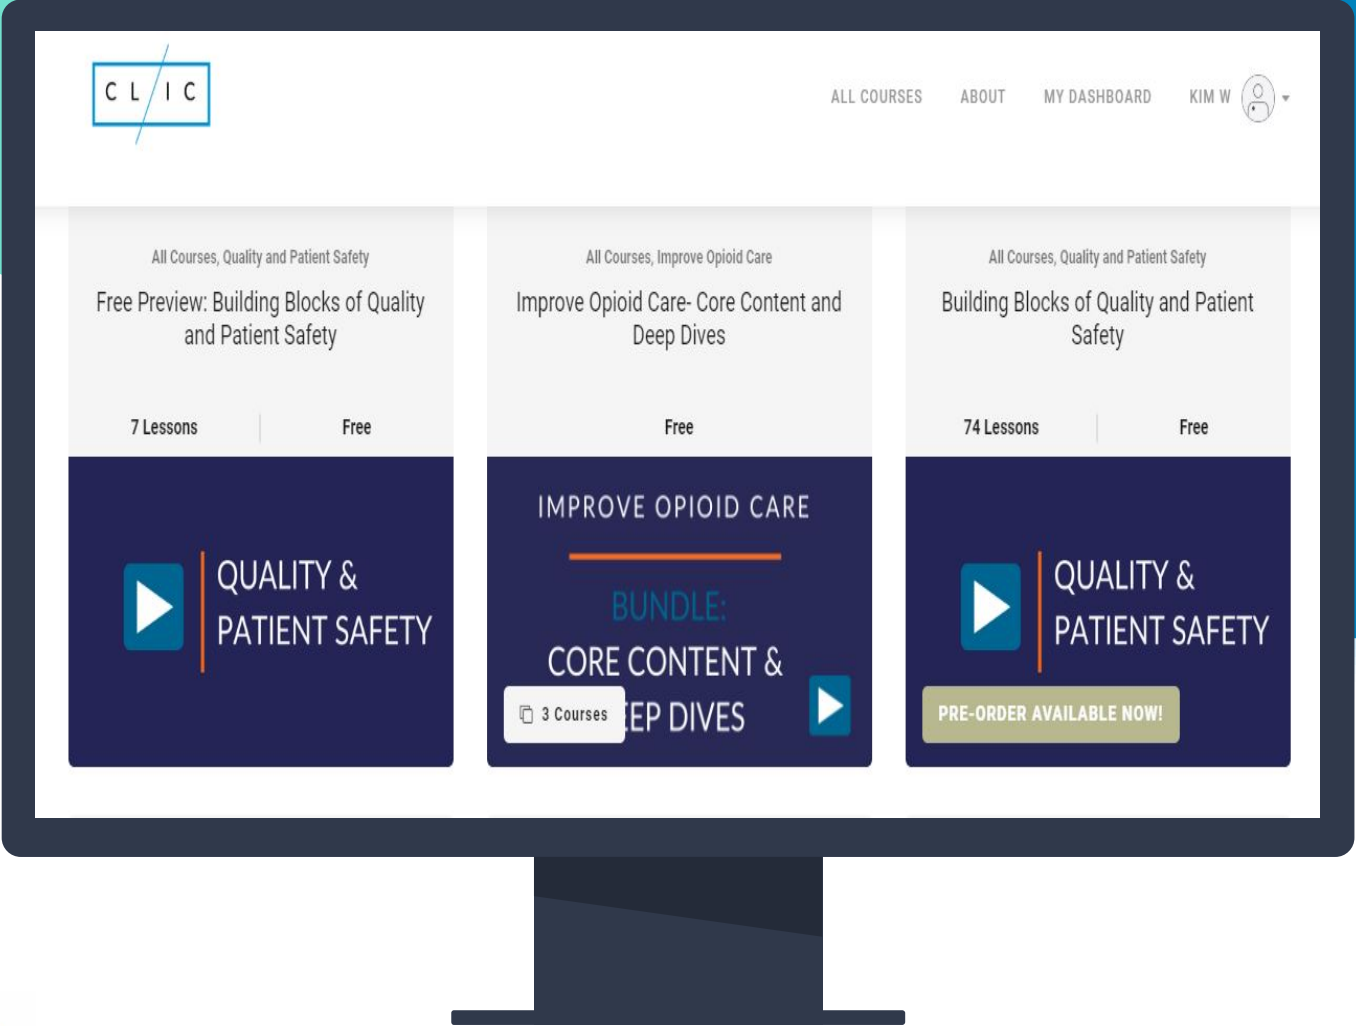 CL/IC
ALL COURSES
ABOUT
MY DASHBOARD
KIM W
All Courses, Quality and Patient Safety
Free Preview: Building Blocks of Quality
and Patient Safety
7 Lessons
Free
QUALITY &
PATIENT SAFETY
All Courses, Improve Opioid Care
Improve Opioid Care- Core Content and
Deep Dives
Free
IMPROVE OPIOID CARE
BUNDLE:
CORE CONTENT &
EEP DIVES
3 Courses
All Courses, Quality and Patient Safety
Building Blocks of Quality and Patient
Safety
74 Lessons
Free
QUALITY &
PATIENT SAFETY
PRE-ORDER AVAILABLE NOW!